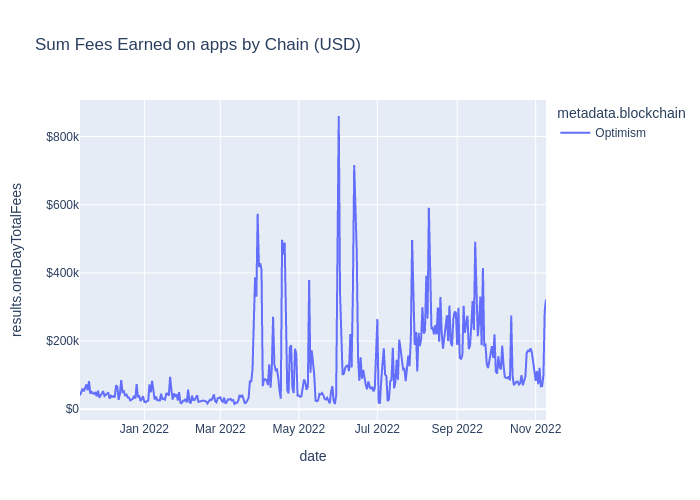 Sum Fees Earned on apps by Chain (USD)
metadata.blockchain
Optimism
results.oneDayTotalFees
$800k
$600k
$400k
$200k
$0
Jan 2022
Mar 2022
May 2022
Jul 2022
Sep 2022
Nov 2022
date